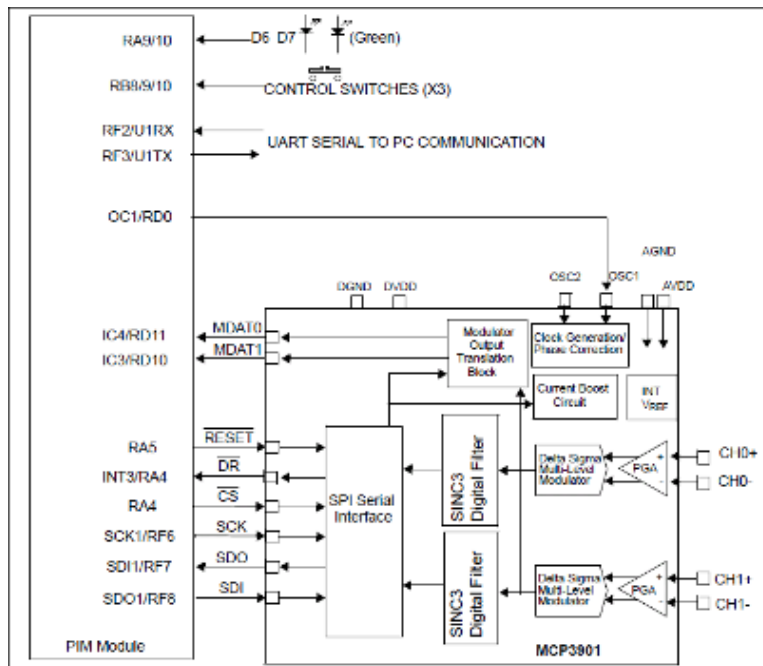 RA9/10
D6 D7
(Green)
RB8/9/10
CONTROL SWITCHES (X3)
RF2/U1RX
UART SERIAL TO PC COMMUNICATION
RF3/U1TX
OC1/RD0
AGND
OSC2
OSC1
AVDD
DGND
DVDD
IC4/RD11
MDAT0
IC3/RD10
MDAT1
Modulator
Output
Translation
Block
Clock Generation/
Phase Correction
Current Boost
Circuit
INT
VREF
RA5
RESET
INT3/RA4
DR
RA4
CS
SCK1/RF6
SCK
SDI1/RF7
SDO
SDO1/RF8
SDI
SPI Serial
Interface
SINC3
Digital Filter
Delta Sigma
Multi-Level
Modulator
+
PGA
-
CH0+
CH0-
SINC3
Digital Filter
Delta Sigma
Multi-Level
Modulator
+
PGA
-
CH1+
CH1-
PIM Module
MCP3901